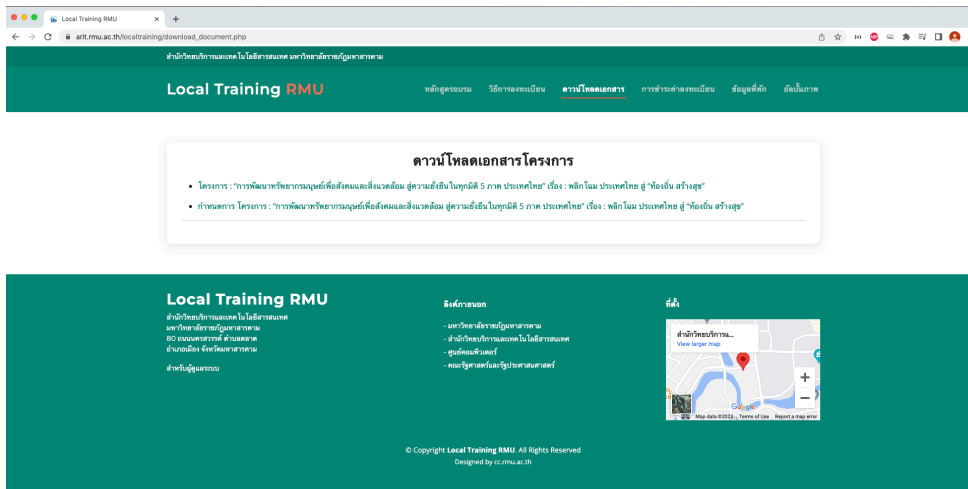 Local Training RMU
arit.rmu.ac.th/localtraining/download_document.php
สำนักวิทยบริการและเทคโนโลยีสารสนเทศ มหาวิทยาลัยราชภัฏมหาสารคาม
Local Training RMU
หลักสูตรอบรม วิธีการลงทะเบียน ดาวน์โหลดเอกสาร การชำระค่าลงทะเบียน ข้อมูลที่พัก อัลบั้มภาพ
ดาวน์โหลดเอกสารโครงการ
โครงการ : "การพัฒนาทรัพยากรมนุษย์เพื่อสังคมและสิ่งแวดล้อม สู่ความยั่งยืน ในทุกมิติ 5 ภาค ประเทศไทย" เรื่อง : พลิกโฉม ประเทศไทย สู่ "ท้องถิ่น สร้างสุข"
กำหนดการ โครงการ : "การพัฒนาทรัพยากรมนุษย์เพื่อสังคมและสิ่งแวดล้อม สู่ความยั่งยืน ในทุกมิติ 5 ภาค ประเทศไทย" เรื่อง : พลิกโฉม ประเทศไทย สู่ "ท้องถิ่น สร้างสุข"
Local Training RMU
สำนักวิทยบริการและเทคโนโลยีสารสนเทศ
มหาวิทยาลัยราชภัฏมหาสารคาม
80 ถนนนครสวรรค์ ตำบลตลาด
อำเภอเมือง จังหวัดมหาสารคาม
สำหรับผู้ดูแลระบบ
ลิงค์ภายนอก
- มหาวิทยาลัยราชภัฏมหาสารคาม
- สำนักวิทยบริการและเทคโนโลยีสารสนเทศ
- ศูนย์คอมพิวเตอร์
- คณะรัฐศาสตร์และรัฐประศาสนศาสตร์
ที่ตั้ง
สำนักวิทยบริการแ...
View larger map
Google
Map data ©2023 Terms of Use Report a map error
© Copyright Local Training RMU. All Rights Reserved
Designed by cc.rmu.ac.th